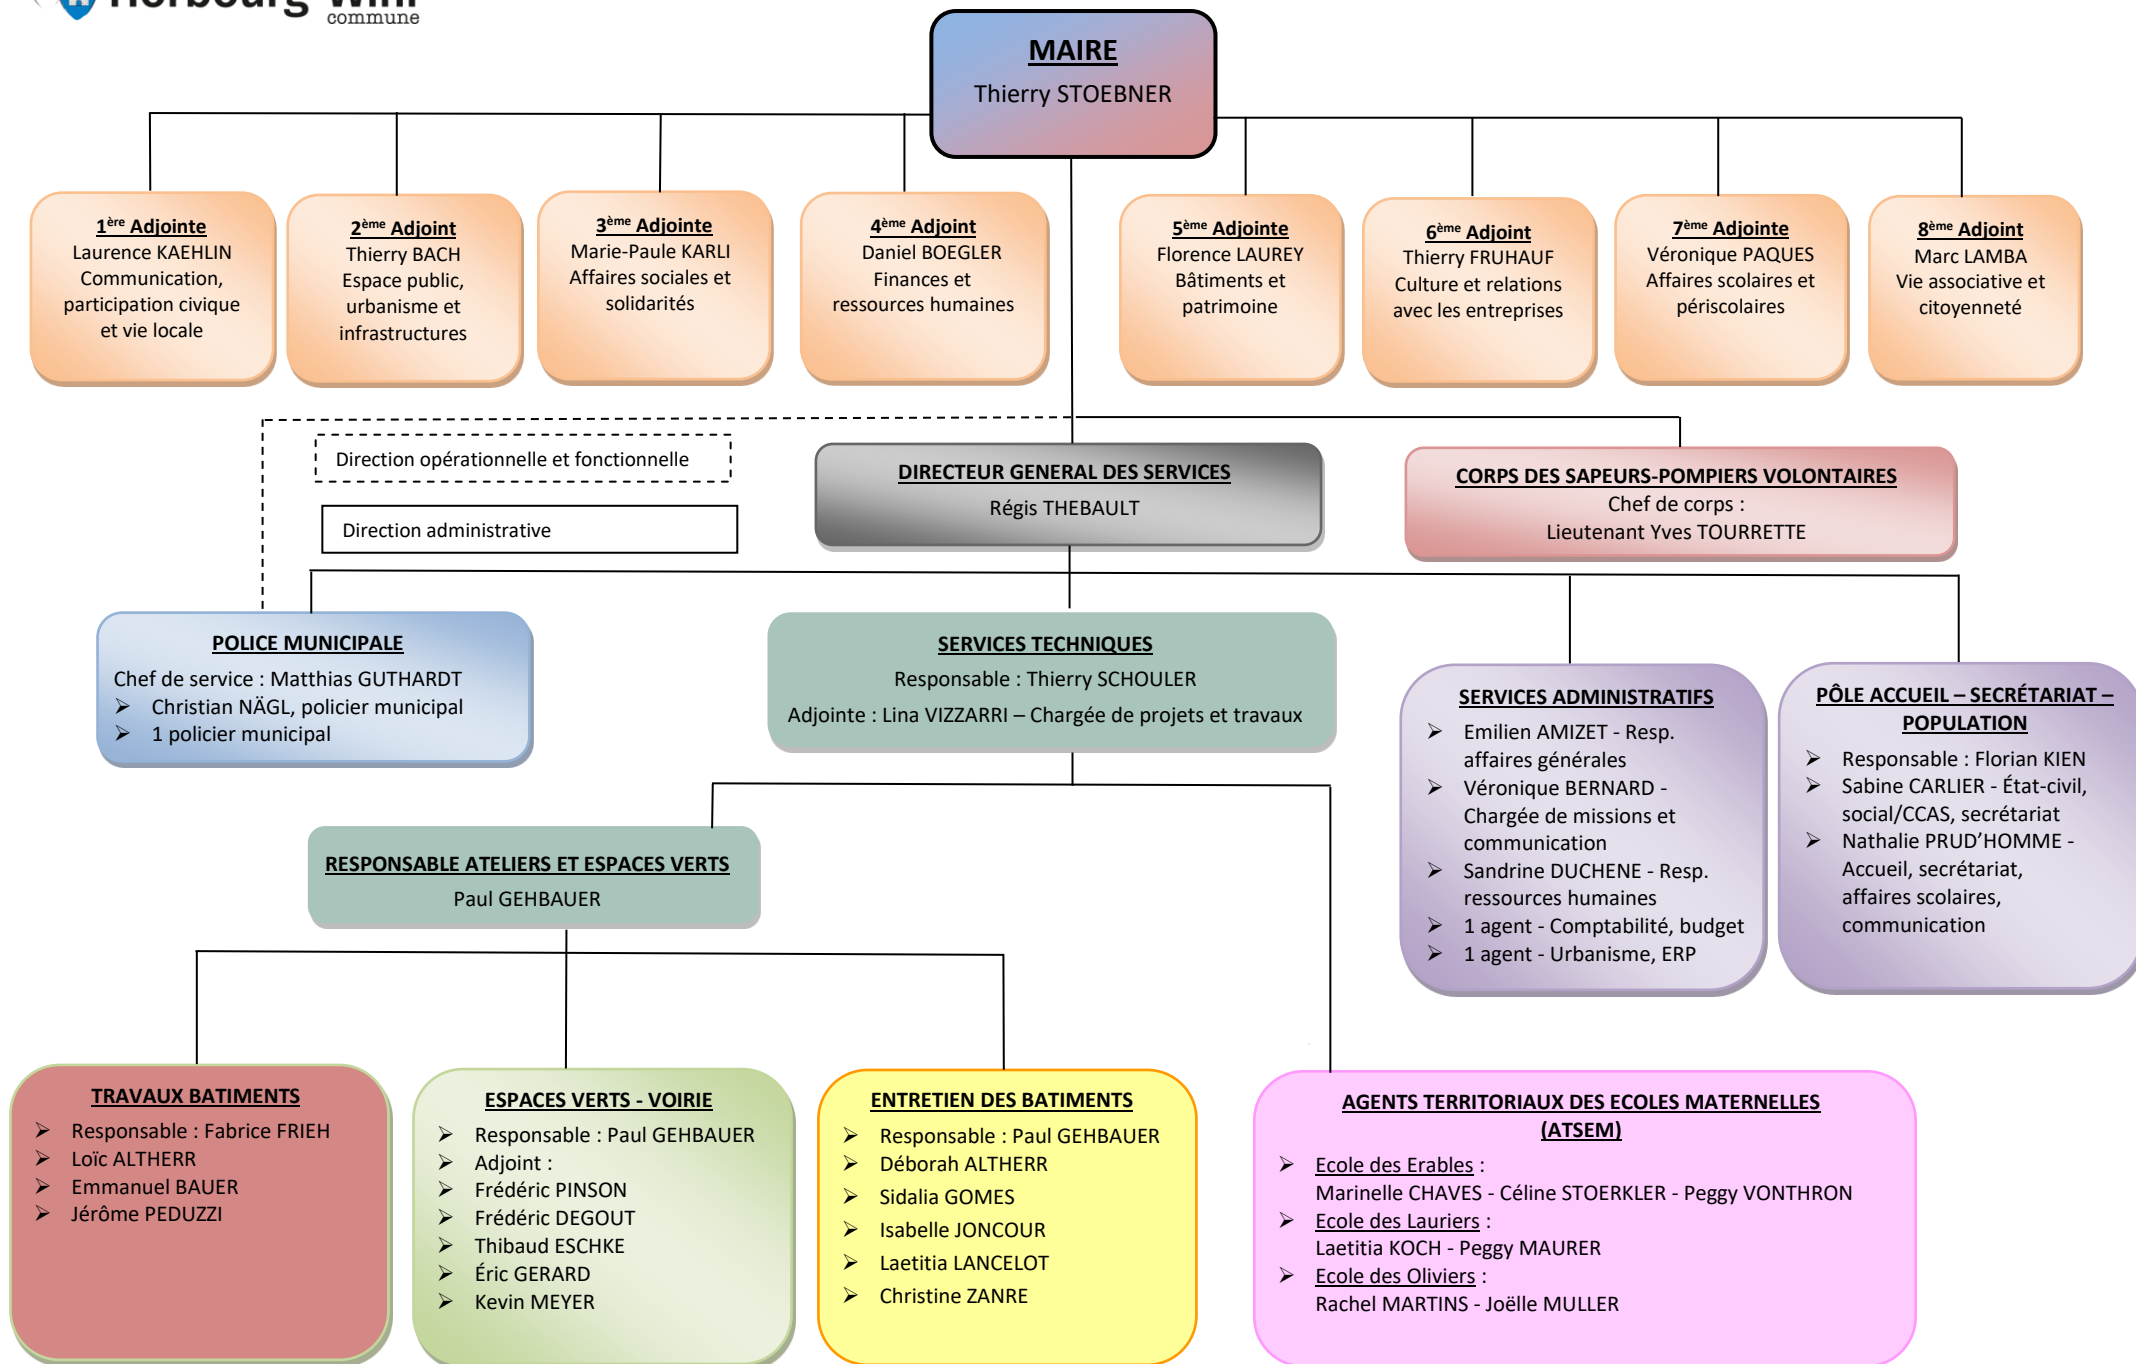 commune
MAIRE
Thierry STOEBNER
1ère Adjointe
Laurence KAEHLIN
Communication,
participation civique
et vie locale
2ème Adjoint
Thierry BACH
Espace public,
urbanisme et
infrastructures
3ème Adjointe
Marie-Paule KARLI
Affaires sociales et
solidarités
4ème Adjoint
Daniel BOEGLER
Finances et
ressources humaines
5ème Adjointe
Florence LAUREY
Bâtiments et
patrimoine
6ème Adjoint
Thierry FRUHAUF
Culture et relations
avec les entreprises
7ème Adjointe
Véronique PAQUES
Affaires scolaires et
périscolaires
8ème Adjoint
Marc LAMBA
Vie associative et
citoyenneté
Direction opérationnelle et fonctionnelle
Direction administrative
DIRECTEUR GENERAL DES SERVICES
Régis THEBAULT
CORPS DES SAPEURS-POMPIERS VOLONTAIRES
Chef de corps :
Lieutenant Yves TOURRETTE
POLICE MUNICIPALE
Chef de service : Matthias GUTHARDT
➢ Christian NÄGL, policier municipal
➢ 1 policier municipal
SERVICES TECHNIQUES
Responsable : Thierry SCHOULER
Adjointe : Lina VIZZARRI – Chargée de projets et travaux
SERVICES ADMINISTRATIFS
➢ Emilien AMIZET - Resp.
affaires générales
➢ Véronique BERNARD -
Chargée de missions et
communication
➢ Sandrine DUCHENE - Resp.
ressources humaines
➢ 1 agent - Comptabilité, budget
➢ 1 agent - Urbanisme, ERP
PÔLE ACCUEIL – SECRÉTARIAT –
POPULATION
➢ Responsable : Florian KIEN
➢ Sabine CARLIER - État-civil,
social/CCAS, secrétariat
➢ Nathalie PRUD’HOMME -
Accueil, secrétariat,
affaires scolaires,
communication
RESPONSABLE ATELIERS ET ESPACES VERTS
Paul GEHBAUER
TRAVAUX BATIMENTS
➢ Responsable : Fabrice FRIEH
➢ Loïc ALTHERR
➢ Emmanuel BAUER
➢ Jérôme PEDUZZI
ESPACES VERTS - VOIRIE
➢ Responsable : Paul GEHBAUER
➢ Adjoint :
➢ Frédéric PINSON
➢ Frédéric DEGOUT
➢ Thibaud ESCHKE
➢ Éric GERARD
➢ Kevin MEYER
ENTRETIEN DES BATIMENTS
➢ Responsable : Paul GEHBAUER
➢ Déborah ALTHERR
➢ Sidalia GOMES
➢ Isabelle JONCOUR
➢ Laetitia LANCELOT
➢ Christine ZANRE
AGENTS TERRITORIAUX DES ECOLES MATERNELLES
(ATSEM)
➢ Ecole des Erables :
Marinelle CHAVES - Céline STOERKLER - Peggy VONTHRON
➢ Ecole des Lauriers :
Laetitia KOCH - Peggy MAURER
➢ Ecole des Oliviers :
Rachel MARTINS - Joëlle MULLER